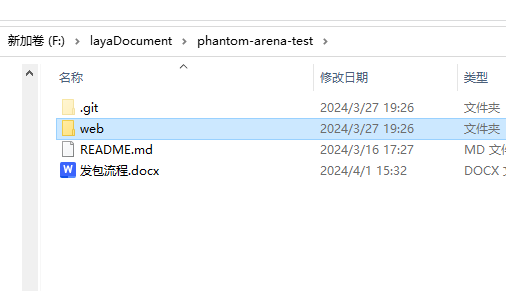 新加卷 (F:) > layaDocument > phantom-arena-test >
名称 修改日期 类型
.git 2024/3/27 19:26 文件夹
web 2024/3/27 19:26 文件夹
README.md 2024/3/16 17:27 MD 文
发包流程.docx 2024/4/1 15:32 DOCX